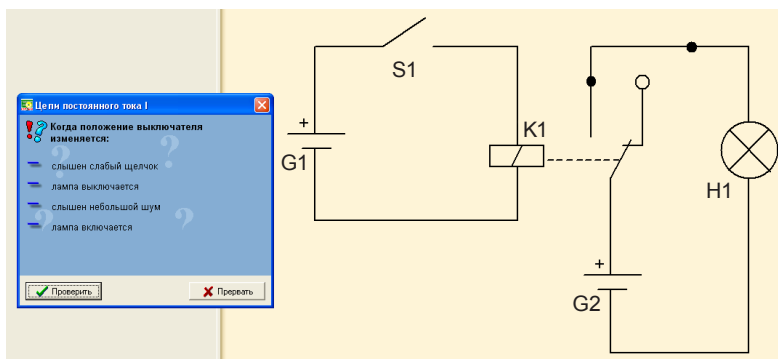 Цепи постоянного тока I
Когда положение выключателя
изменяется:
слышен слабый щелчок
лампа выключается
слышен небольшой шум
лампа включается
Проверить
Прервать
S1
+
G1
K1
H1
+
G2